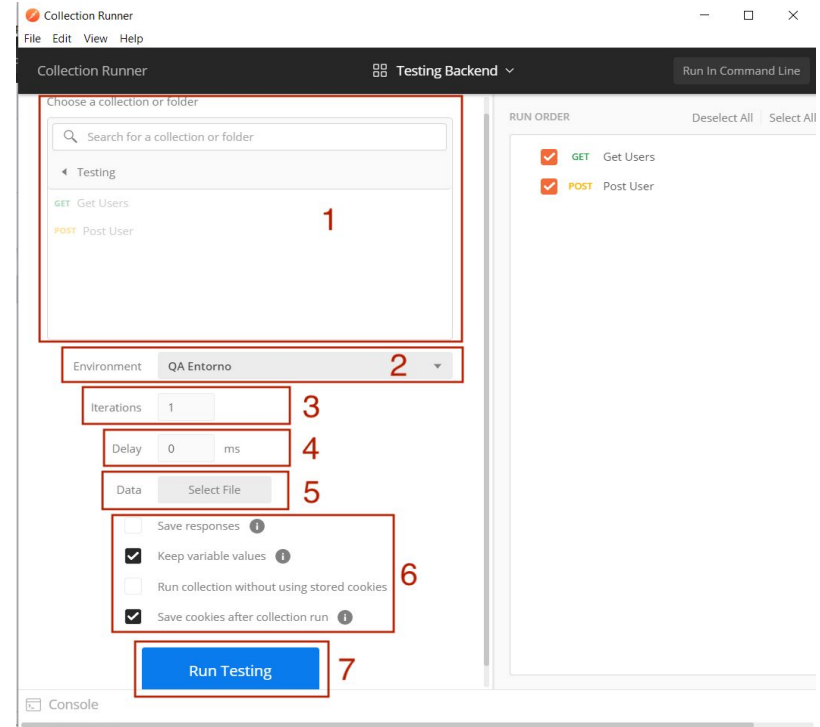 Collection Runner
File Edit View Help
Collection Runner
Testing Backend
Run In Command Line
Choose a collection or folder
Search for a collection or folder
Testing
GET Get Users
POST Post User
1
Environment QA Entorno 2
Iterations 1 3
Delay 0 ms 4
Data Select File 5
Save responses
Keep variable values
Run collection without using stored cookies
Save cookies after collection run
6
Run Testing 7
RUN ORDER Deselect All Select All
GET Get Users
POST Post User
Console